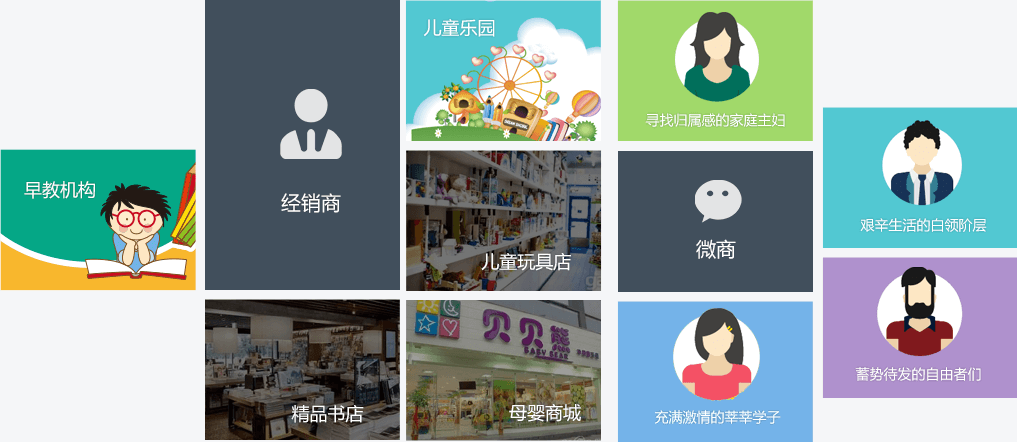 早教机构
经销商
精品书店
儿童乐园
儿童玩具店
贝贝熊
BABY BEAR
母婴商城
寻找归属感的家庭主妇
微商
充满激情的莘莘学子
艰辛生活的白领阶层
蓄势待发的自由者们